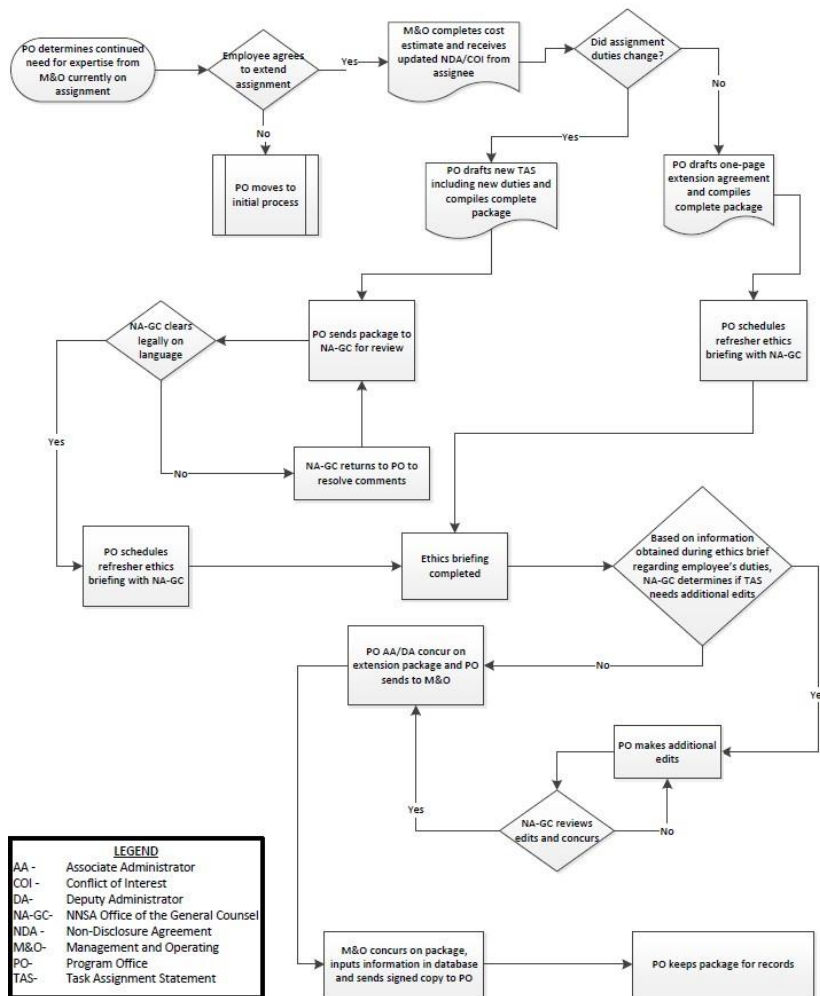 PO determines continued
need for expertise from
M&O currently on
assignment
Employee agrees
to extend
assignment
Yes
M&O completes cost
estimate and receives
updated NDA/COI from
assignee
Did assignment
duties change?
No
No
Yes
PO moves to
initial process
PO drafts new TAS
including new duties and
compiles complete
package
PO drafts one-page
extension agreement
and compiles
complete package
NA-GC clears
legally on
language
PO sends package to
NA-GC for review
PO schedules
refresher ethics
briefing with NA-GC
Yes
No
NA-GC returns to PO to
resolve comments
PO schedules
refresher ethics
briefing with NA-GC
Ethics briefing
completed
Based on information
obtained during ethics brief
regarding employee's duties,
NA-GC determines if TAS
needs additional edits
PO AA/DA concur on
extension package and PO
sends to M&O
No
Yes
PO makes additional
edits
Yes
NA-GC reviews
edits and concurs
No
LEGEND
AA - Associate Administrator
COI - Conflict of Interest
DA- Deputy Administrator
NA-GC- NNSA Office of the General Counsel
NDA - Non-Disclosure Agreement
M&O- Management and Operating
PO- Program Office
TAS- Task Assignment Statement
M&O concurs on package,
inputs information in database
and sends signed copy to PO
PO keeps package for records